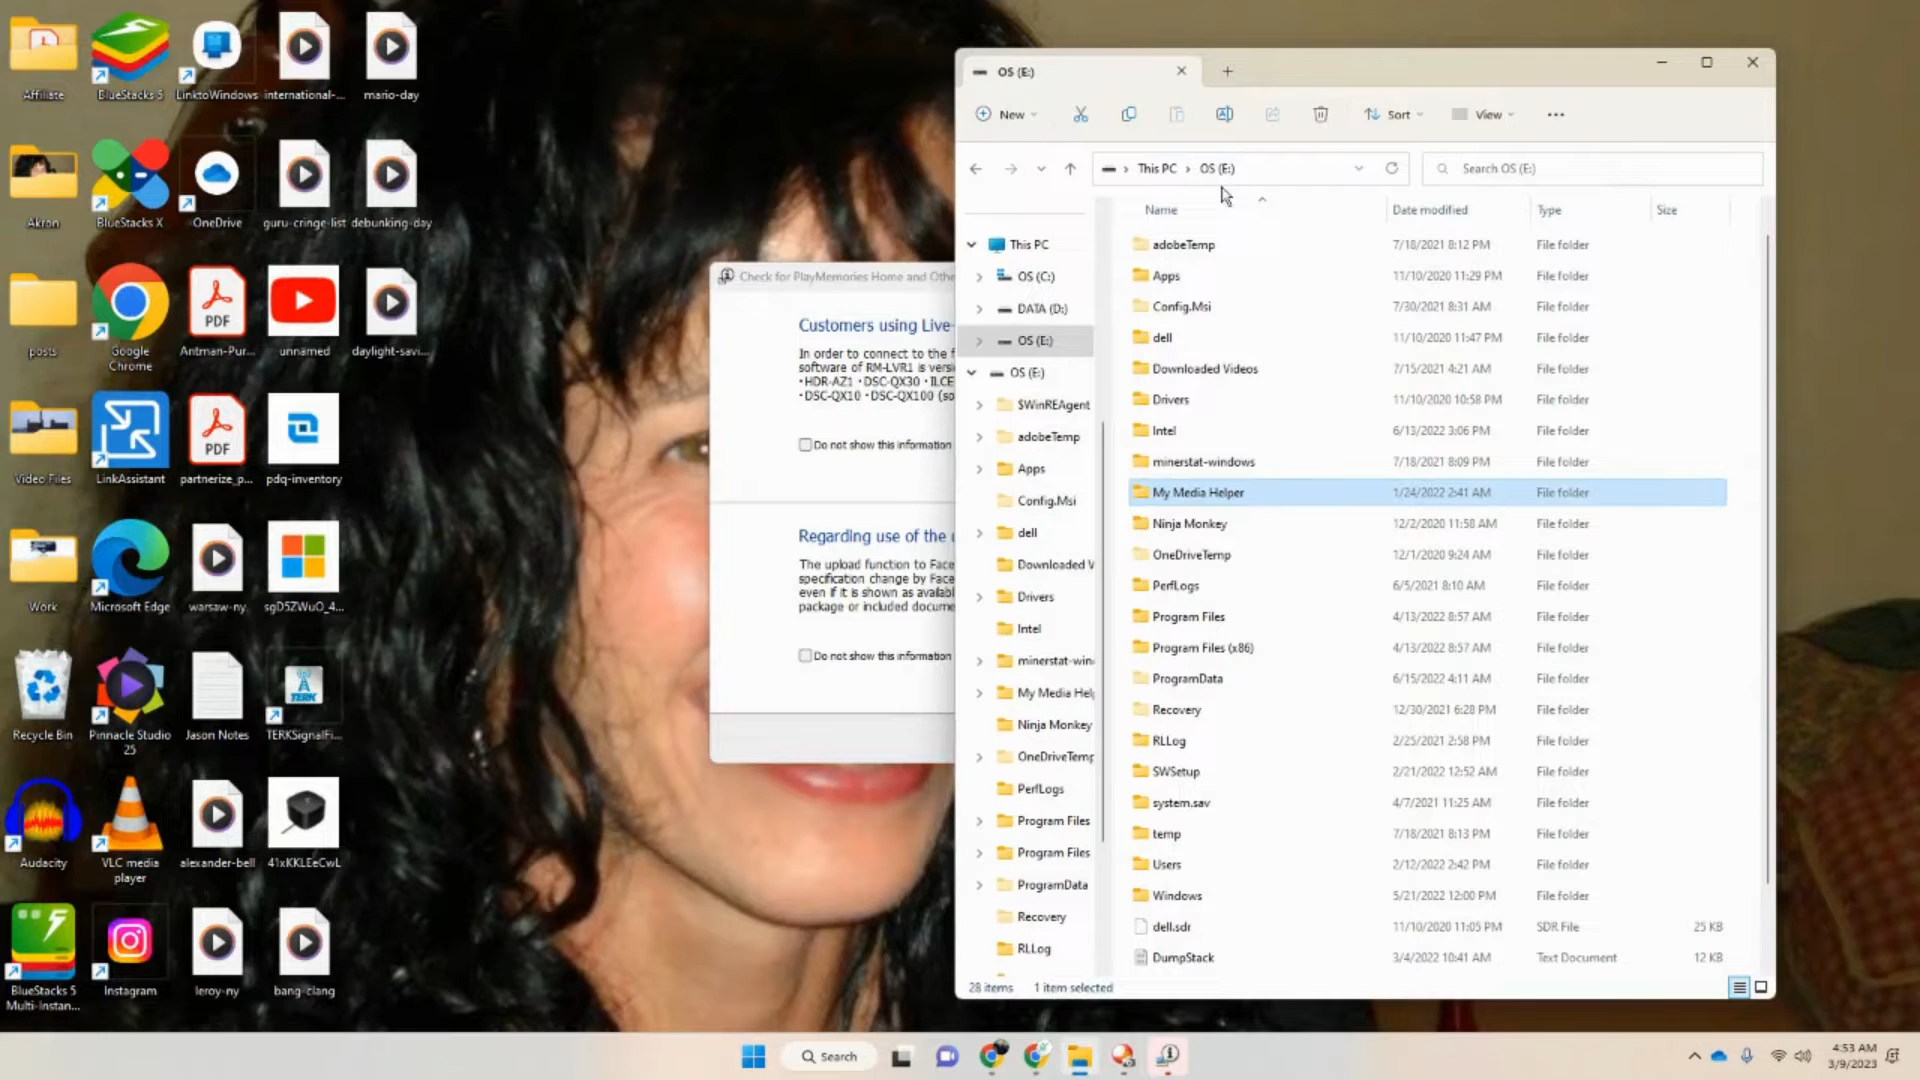 Affiliate
BlueStacks 5
LinktoWindows
international-...
mario-day
Akron
BlueStacks X
OneDrive
guru-cringe-list
debunking-day
posts
Google Chrome
PDF
Antman-Pur...
unnamed
daylight-savi...
Video Files
LinkAssistant
PDF
partnerize_p...
pdq-inventory
Work
Microsoft Edge
warsaw-ny
sgD5ZWuO_4...
Recycle Bin
Pinnacle Studio 25
Jason Notes
TERK
TERKSignalFi...
Audacity
VLC media player
alexander-bell
41xKKLEeCwL
BlueStacks 5 Multi-Instan...
Instagram
leroy-ny
bang-clang
Check for PlayMemories Home and Othe
Customers using Live-
In order to connect to the f
software of RM-LVR1 is versi
•HDR-AZ1 •DSC-QX30 •ILCE
•DSC-QX10 •DSC-QX100 (so
Do not show this information
Regarding use of the
The upload function to Face
specification change by Face
even if it is shown as availab
package or included docume
Do not show this information
OS (E:)
New
Sort
View
This PC
OS (E:)
Search OS (E:)
Name
Date modified
Type
Size
This PC
OS (C:)
DATA (D:)
OS (E:)
OS (E:)
$WinREAgent
adobeTemp
Apps
Config.Msi
dell
Downloaded V
Drivers
Intel
minerstat-win
My Media Hel
Ninja Monkey
OneDriveTemp
PerfLogs
Program Files
Program Files
ProgramData
Recovery
RLLog
adobeTemp 7/18/2021 8:12 PM File folder
Apps 11/10/2020 11:29 PM File folder
Config.Msi 7/30/2021 8:31 AM File folder
dell 11/10/2020 11:47 PM File folder
Downloaded Videos 7/15/2021 4:21 AM File folder
Drivers 11/10/2020 10:58 PM File folder
Intel 6/13/2022 3:06 PM File folder
minerstat-windows 7/18/2021 8:09 PM File folder
My Media Helper 1/24/2022 2:41 AM File folder
Ninja Monkey 12/2/2020 11:58 AM File folder
OneDriveTemp 12/1/2020 9:24 AM File folder
PerfLogs 6/5/2021 8:10 AM File folder
Program Files 4/13/2022 8:57 AM File folder
Program Files (x86) 4/13/2022 8:57 AM File folder
ProgramData 6/15/2022 4:11 AM File folder
Recovery 12/30/2021 6:28 PM File folder
RLLog 2/25/2021 2:58 PM File folder
SWSetup 2/21/2022 12:52 AM File folder
system.sav 4/7/2021 11:25 AM File folder
temp 7/18/2021 8:13 PM File folder
Users 2/12/2022 2:42 PM File folder
Windows 5/21/2022 12:00 PM File folder
dell.sdr 11/10/2020 11:05 PM SDR File 25 KB
DumpStack 3/4/2022 10:41 AM Text Document 12 KB
28 items 1 item selected
Search
4:53 AM
3/9/2023